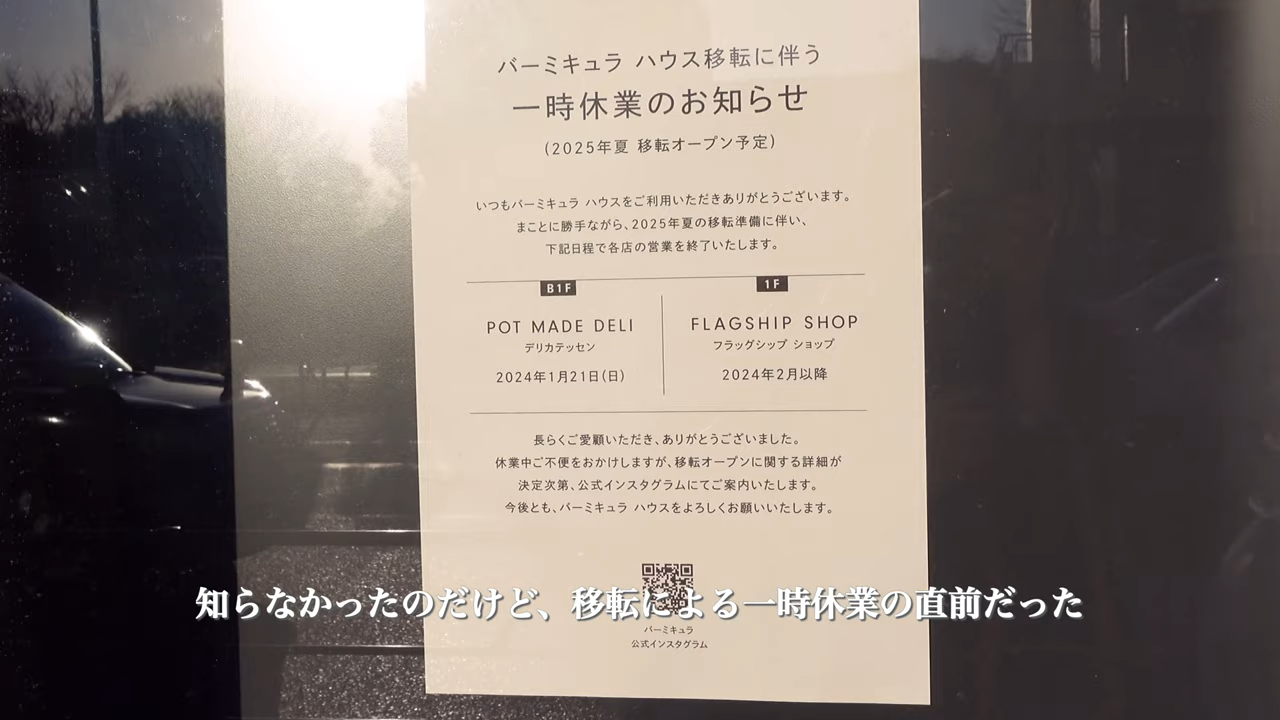 バーミキュラ ハウス移転に伴う
一時休業のお知らせ
(2025年夏 移転オープン予定)
いつもバーミキュラ ハウスをご利用いただきありがとうございます。
まことに勝手ながら、2025年夏の移転準備に伴い、
下記日程で各店の営業を終了いたします。
B1F
POT MADE DELI
デリカテッセン
2024年1月21日(日)
1F
FLAGSHIP SHOP
フラッグシップ ショップ
2024年2月以降
長らくご愛顧いただき、ありがとうございました。
休業中ご不便をおかけしますが、移転オープンに関する詳細が
決定次第、公式インスタグラムにてご案内いたします。
今後とも、バーミキュラ ハウスをよろしくお願いいたします。
知らなかったのだけど、移転による一時休業の直前だった
バーミキュラ
公式インスタグラム